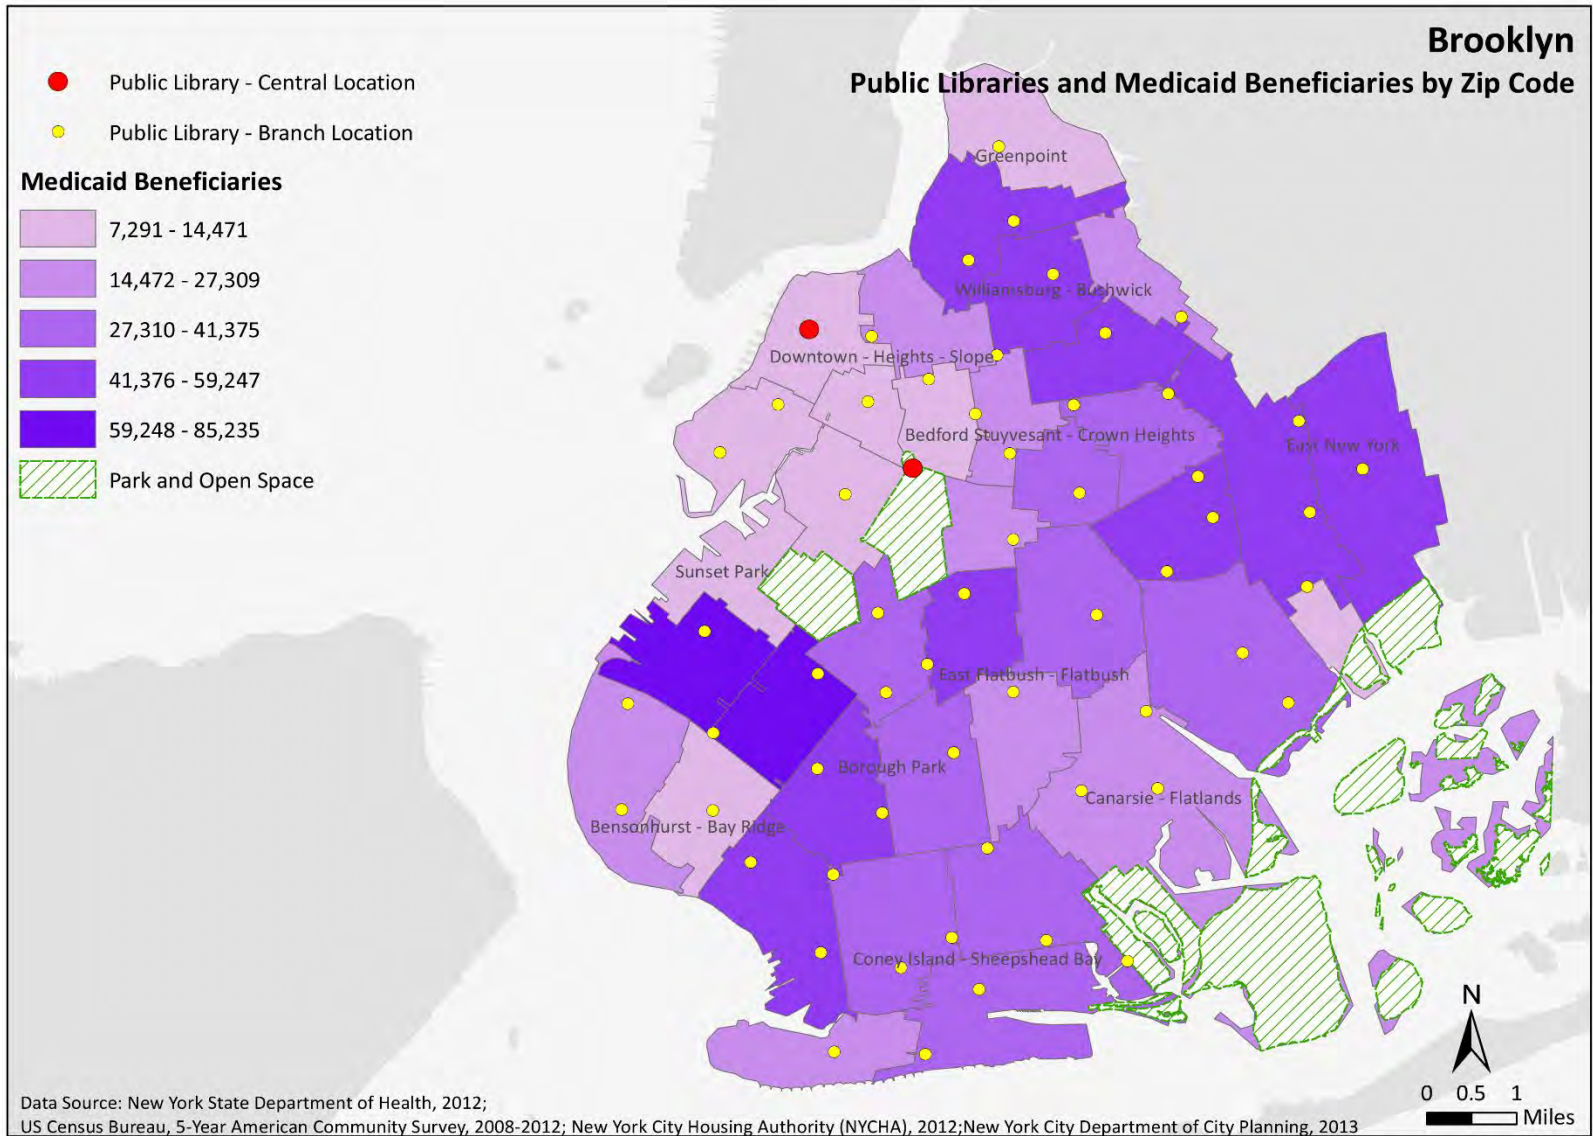 Brooklyn
Public Libraries and Medicaid Beneficiaries by Zip Code
Public Library - Central Location
Public Library - Branch Location
Medicaid Beneficiaries
7,291 - 14,471
14,472 - 27,309
27,310 - 41,375
41,376 - 59,247
59,248 - 85,235
Park and Open Space
Greenpoint
Williamsburg - Bushwick
Downtown - Heights - Slope
Bedford Stuyvesant - Crown Heights
East New York
Sunset Park
East Flatbush - Flatbush
Borough Park
Canarsie - Flatlands
Bensonhurst - Bay Ridge
Coney Island - Sheepshead Bay
N
0 0.5 1
Miles
Data Source: New York State Department of Health, 2012;
US Census Bureau, 5-Year American Community Survey, 2008-2012; New York City Housing Authority (NYCHA), 2012;New York City Department of City Planning, 2013